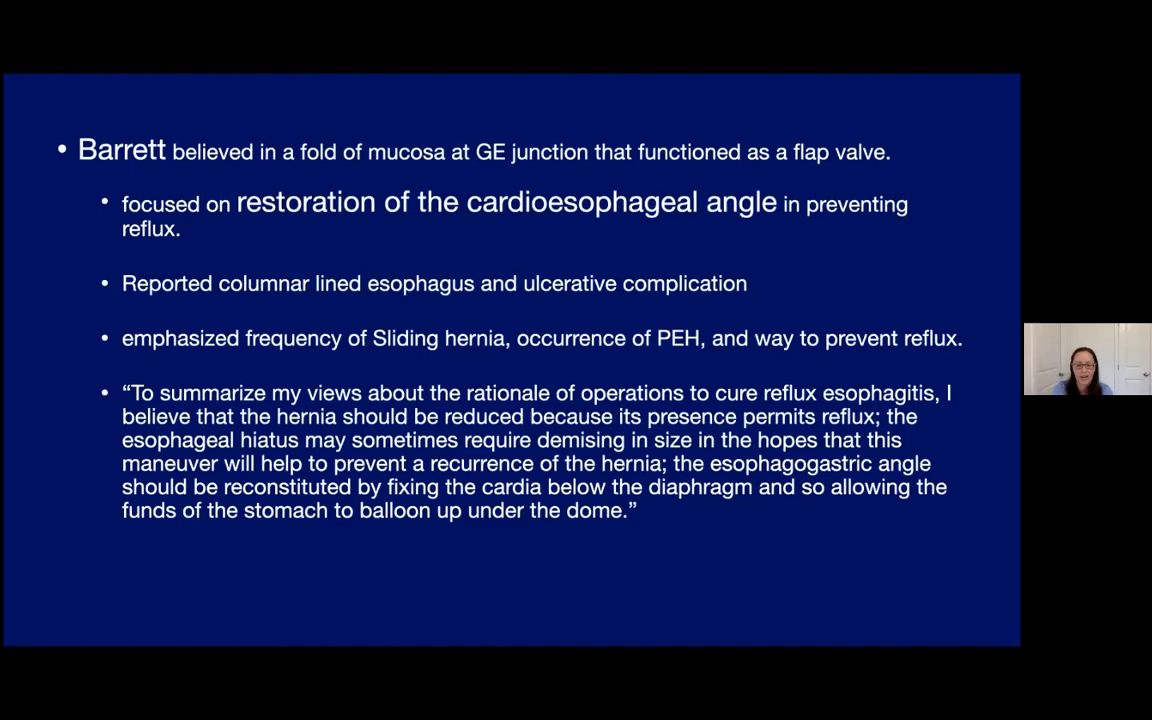 • Barrett believed in a fold of mucosa at GE junction that functioned as a flap valve.
• focused on restoration of the cardioesophageal angle in preventing
reflux.
• Reported columnar lined esophagus and ulcerative complication
• emphasized frequency of Sliding hernia, occurrence of PEH, and way to prevent reflux.
• “To summarize my views about the rationale of operations to cure reflux esophagitis, I
believe that the hernia should be reduced because its presence permits reflux; the
esophageal hiatus may sometimes require demising in size in the hopes that this
maneuver will help to prevent a recurrence of the hernia; the esophagogastric angle
should be reconstituted by fixing the cardia below the diaphragm and so allowing the
funds of the stomach to balloon up under the dome.”